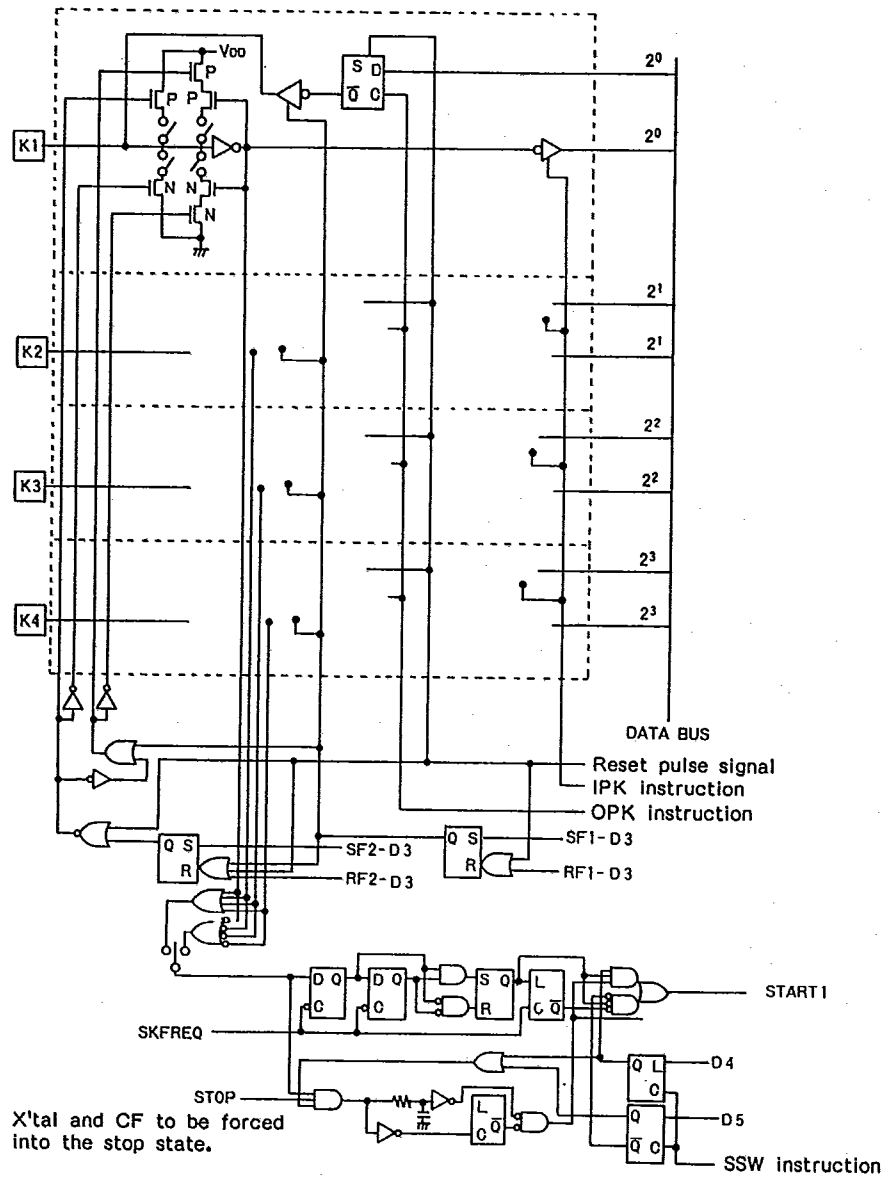 VDD
P
P P
S D
Q̅ C
2⁰
K1
2⁰
N N
N
2¹
K2
2¹
2²
K3
2²
2³
K4
2³
DATA BUS
Reset pulse signal
IPK instruction
OPK instruction
Q S
R
SF2-D3
RF2-D3
Q S
R
SF1-D3
RF1-D3
D Q
C
D Q
C
S Q
R
L
C Q̅
START1
SKFREQ
Q L
C
D4
STOP
L
C Q̅
Q
Q̅ C
D5
X'tal and CF to be forced
into the stop state.
SSW instruction